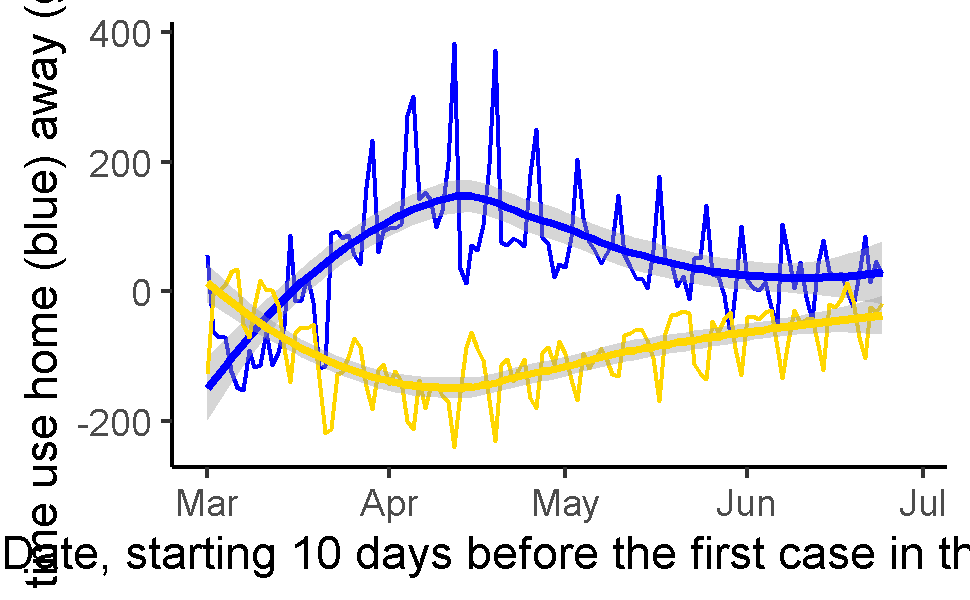 time use home (blue) away (
400
200
0
-200
Mar Apr May Jun Jul
Date, starting 10 days before the first case in th